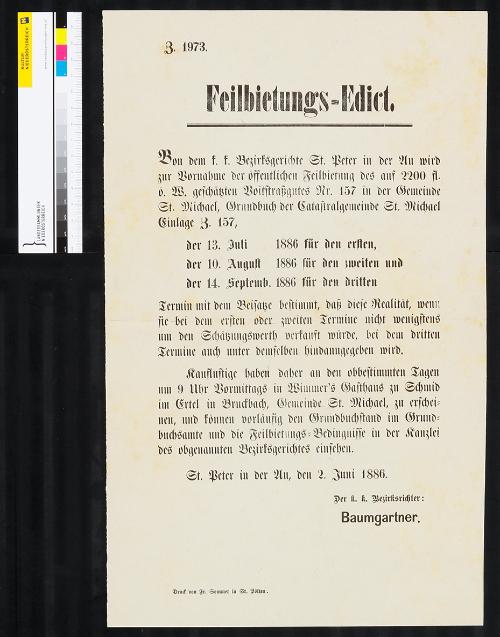 Z. 1973.
Feilbietungs-Edict.
Von dem k. k. Bezirksgerichte St. Peter in der Au wird
zur Vornahme der öffentlichen Feilbietung des auf 2200 fl.
ö. W. geschätzten Voitstraßgutes Nr. 157 in der Gemeinde
St. Michael, Grundbuch der Catastralgemeinde St. Michael
Einlage Z. 157,
der 13. Juli 1886 für den ersten,
der 10. August 1886 für den zweiten und
der 14. Septemb. 1886 für den dritten
Termin mit dem Beisatze bestimmt, daß diese Realität, wenn
sie bei dem ersten oder zweiten Termine nicht wenigstens
um den Schätzungswerth verkauft würde, bei dem dritten
Termine auch unter demselben hindanngegeben wird.
Kauflustige haben daher an den obbestimmten Tagen
um 9 Uhr Vormittags in Wimmer's Gasthaus zu Schmid
im Ertel in Bruckbach, Gemeinde St. Michael, zu erschei-
nen, und können vorläufig den Grundbuchstand im Grund-
buchsamte und die Feilbietungs-Bedingnisse in der Kanzlei
des obgenannten Bezirksgerichtes einsehen.
St. Peter in der Au, den 2. Juni 1886.
Der k. k. Bezirksrichter:
Baumgartner.
Druck von Fr. Sommer in St. Pölten.
KULTUR
NIEDERÖSTERREICH
LANDESSAMMLUNGEN
NIEDERÖSTERREICH